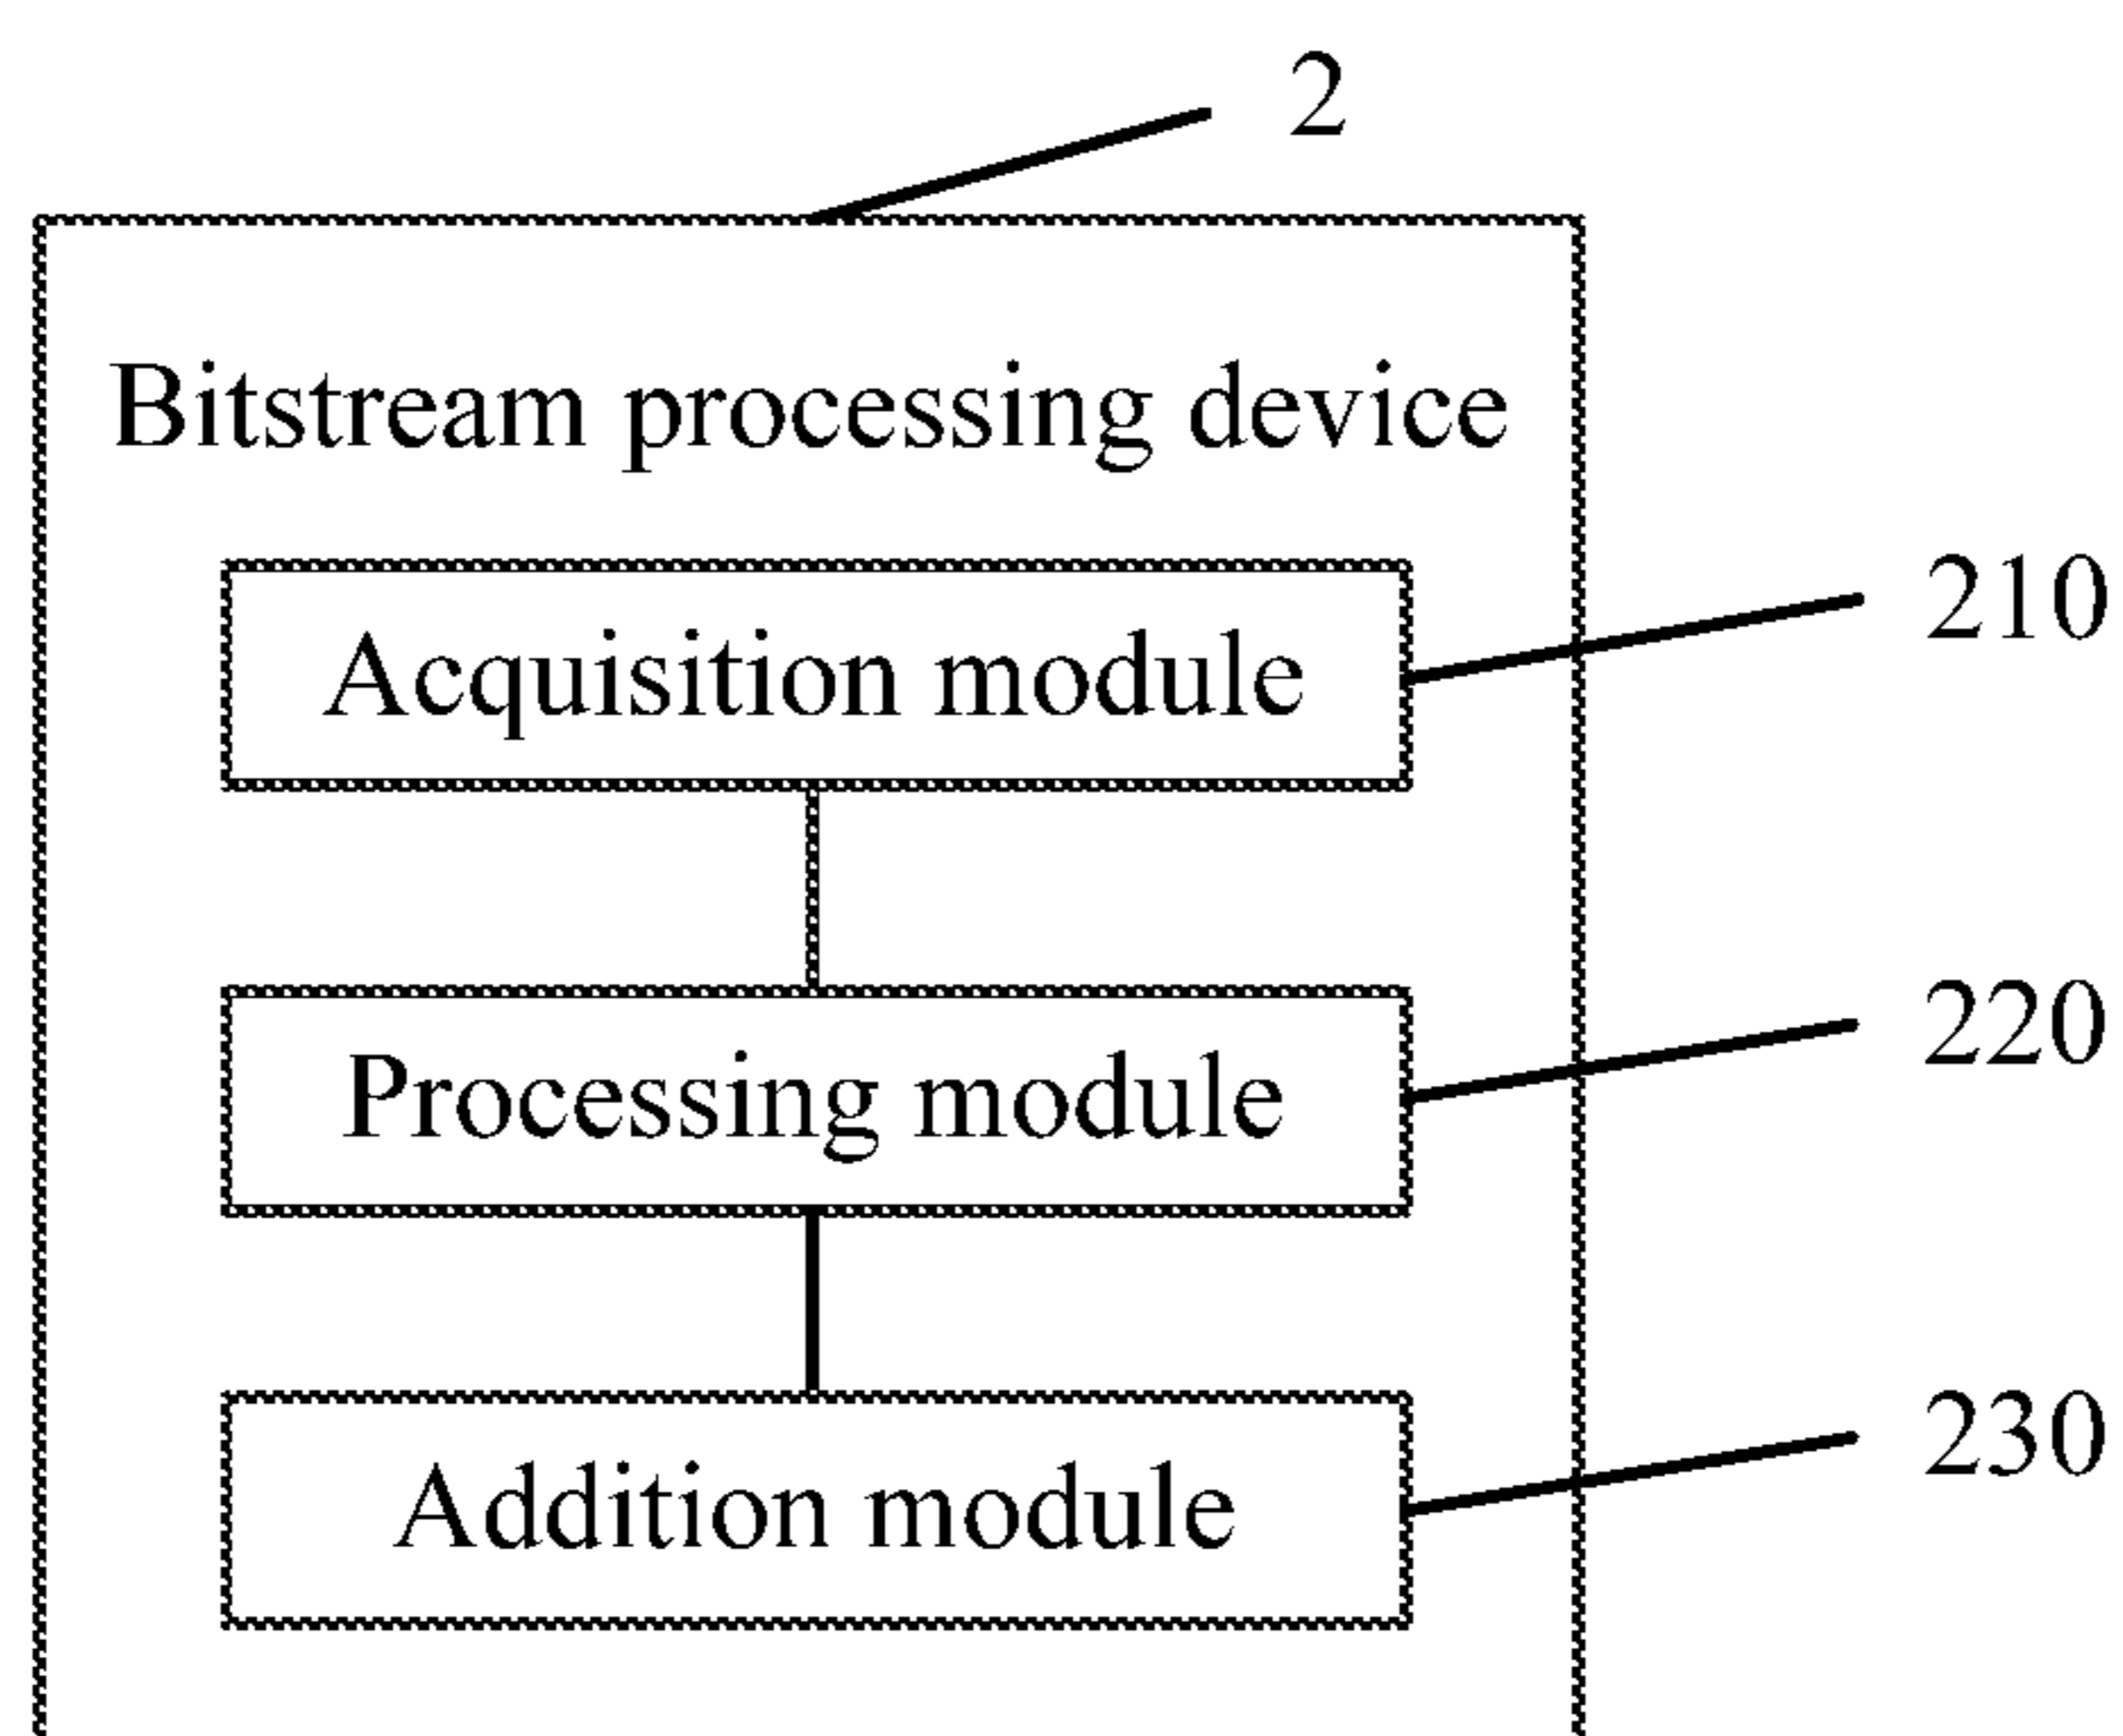 2
Bitstream processing device
210
Acquisition module
220
Processing module
230
Addition module